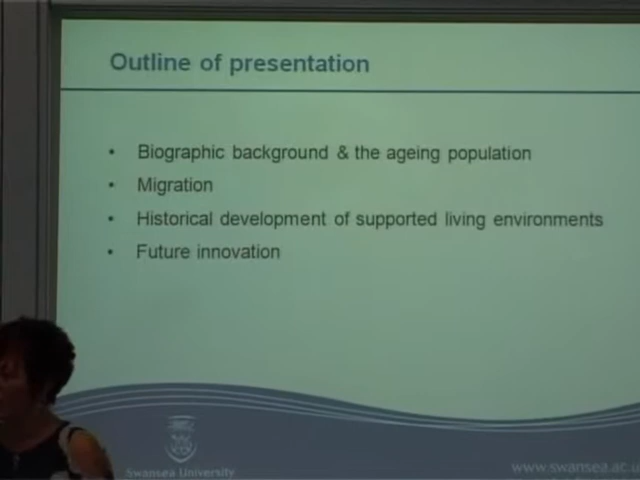 Outline of presentation
• Biographic background & the ageing population
• Migration
• Historical development of supported living environments
• Future innovation
Swansea University
www.swansea.ac.u